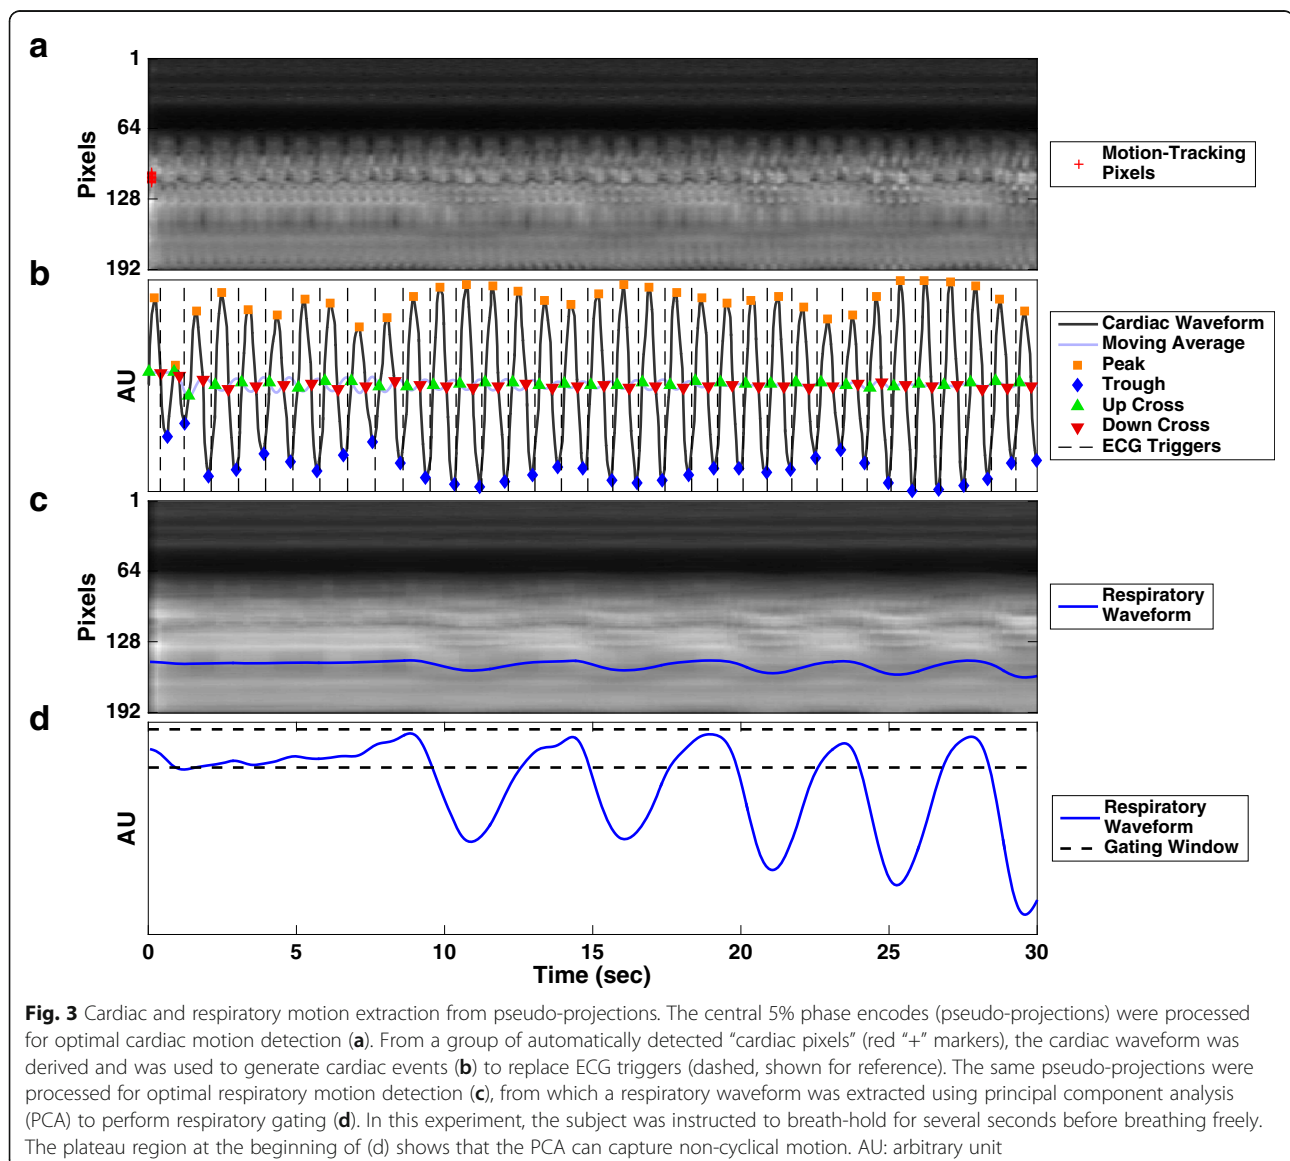 a
1
64
128
192
Pixels
Motion-Tracking
Pixels
b
AU
Cardiac Waveform
Moving Average
Peak
Trough
Up Cross
Down Cross
ECG Triggers
c
1
64
128
192
Pixels
Respiratory
Waveform
d
AU
Respiratory
Waveform
Gating Window
0 5 10 15 20 25 30
Time (sec)
Fig. 3 Cardiac and respiratory motion extraction from pseudo-projections. The central 5% phase encodes (pseudo-projections) were processed
for optimal cardiac motion detection (a). From a group of automatically detected “cardiac pixels” (red “+” markers), the cardiac waveform was
derived and was used to generate cardiac events (b) to replace ECG triggers (dashed, shown for reference). The same pseudo-projections were
processed for optimal respiratory motion detection (c), from which a respiratory waveform was extracted using principal component analysis
(PCA) to perform respiratory gating (d). In this experiment, the subject was instructed to breath-hold for several seconds before breathing freely.
The plateau region at the beginning of (d) shows that the PCA can capture non-cyclical motion. AU: arbitrary unit